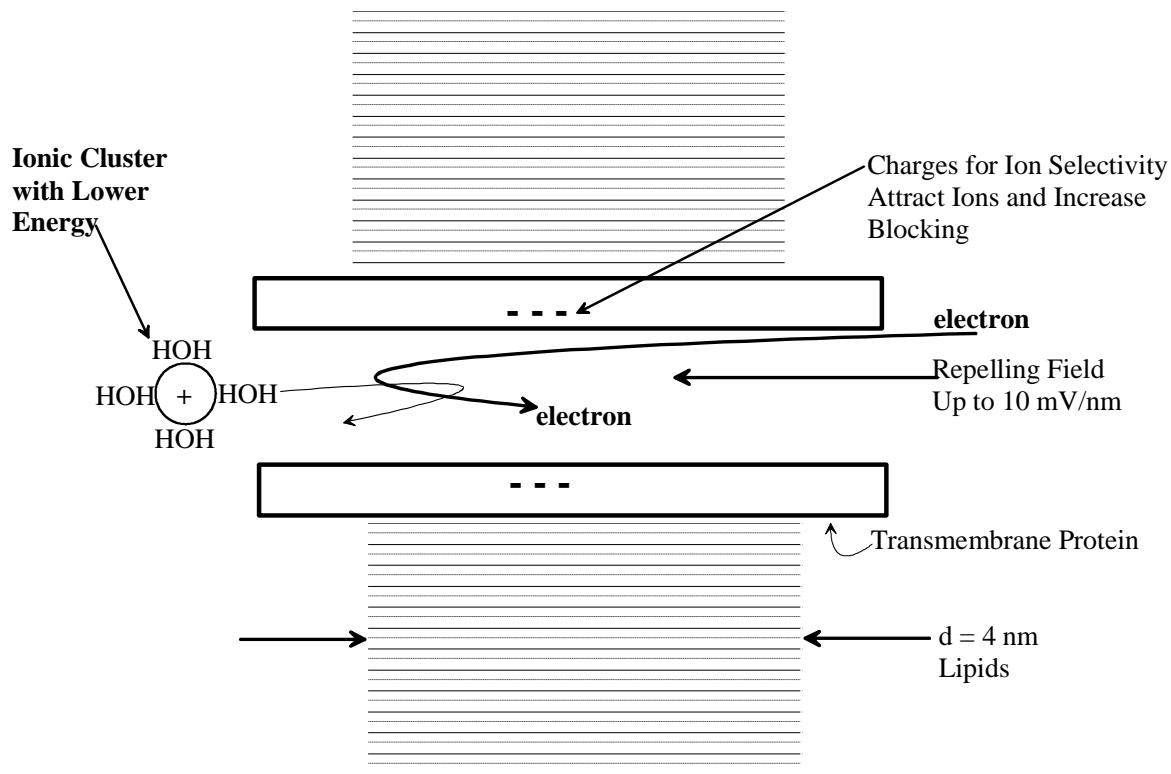 Ionic Cluster
with Lower
Energy
Charges for Ion Selectivity
Attract Ions and Increase
Blocking
- - -
electron
HOH
HOH
+
HOH
HOH
Repelling Field
Up to 10 mV/nm
electron
- - -
Transmembrane Protein
d = 4 nm
Lipids